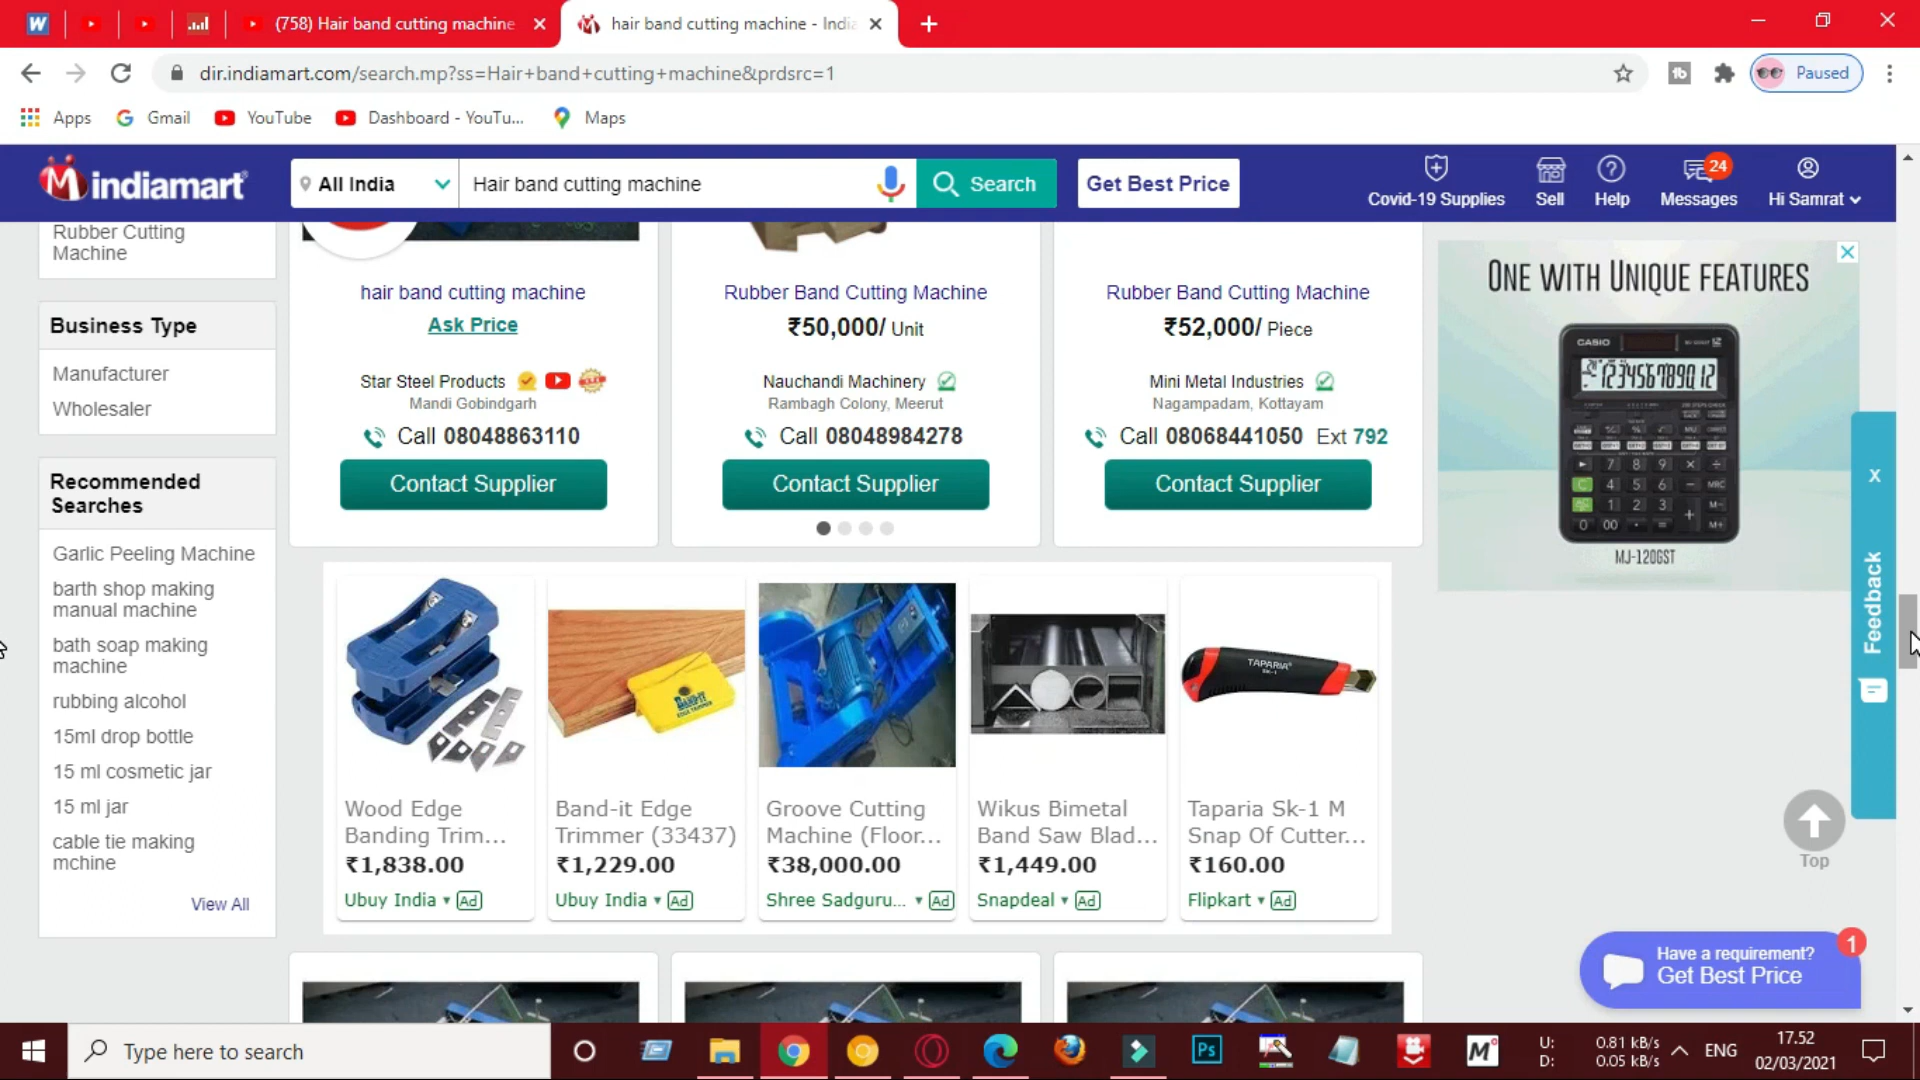 (758) Hair band cutting machine
hair band cutting machine - India
dir.indiamart.com/search.mp?ss=Hair+band+cutting+machine&prdsrc=1
Paused
Apps
Gmail
YouTube
Dashboard - YouTu...
Maps
indiamart
All India
Hair band cutting machine
Search
Get Best Price
Covid-19 Supplies
Sell
Help
24
Messages
Hi Samrat
Rubber Cutting
Machine
Business Type
Manufacturer
Wholesaler
Recommended
Searches
Garlic Peeling Machine
barth shop making
manual machine
bath soap making
machine
rubbing alcohol
15ml drop bottle
15 ml cosmetic jar
15 ml jar
cable tie making
mchine
View All
hair band cutting machine
Ask Price
Star Steel Products
Mandi Gobindgarh
Call 08048863110
Contact Supplier
Rubber Band Cutting Machine
₹50,000/ Unit
Nauchandi Machinery
Rambagh Colony, Meerut
Call 08048984278
Contact Supplier
Rubber Band Cutting Machine
₹52,000/ Piece
Mini Metal Industries
Nagampadam, Kottayam
Call 08068441050 Ext 792
Contact Supplier
ONE WITH UNIQUE FEATURES
CASIO
MJ-120GST
x
Feedback
Wood Edge
Banding Trim...
₹1,838.00
Ubuy India ▾ Ad
BAND-IT
EDGE TRIMMER
Band-it Edge
Trimmer (33437)
₹1,229.00
Ubuy India ▾ Ad
Groove Cutting
Machine (Floor...
₹38,000.00
Shree Sadguru... ▾ Ad
Wikus Bimetal
Band Saw Blad...
₹1,449.00
Snapdeal ▾ Ad
TAPARIA
Taparia Sk-1 M
Snap Of Cutter...
₹160.00
Flipkart ▾ Ad
Top
Have a requirement?
Get Best Price
1
Type here to search
Ps
U: 0.81 kB/s
D: 0.05 kB/s
ENG
17.52
02/03/2021